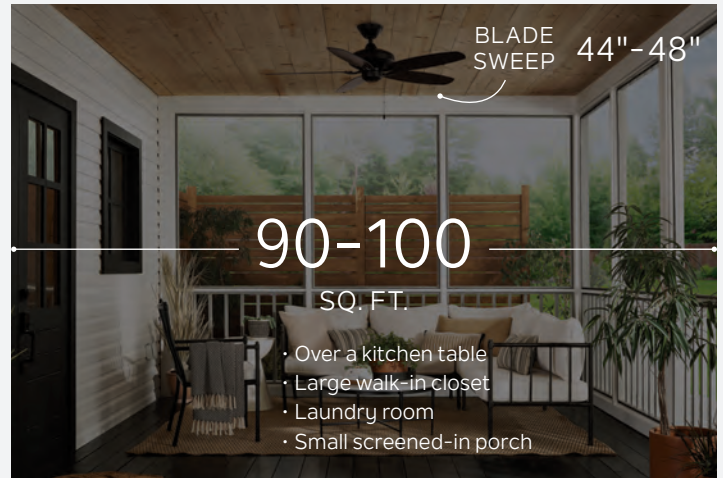 BLADE
SWEEP
44"-48"
90-100
SQ. FT.
· Over a kitchen table
· Large walk-in closet
· Laundry room
· Small screened-in porch